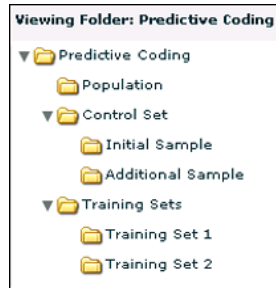 Viewing Folder: Predictive Coding
Predictive Coding
Population
Control Set
Initial Sample
Additional Sample
Training Sets
Training Set 1
Training Set 2